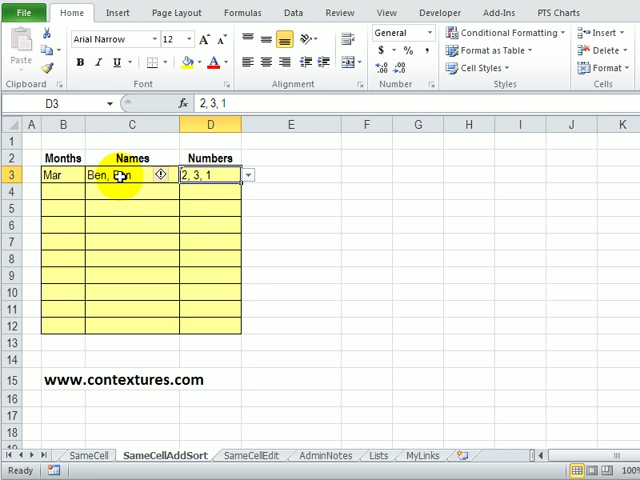 File Home Insert Page Layout Formulas Data Review View Developer Add-Ins PTS Charts
Arial Narrow 12 General Conditional Formatting Insert
Paste B I U A A $ % , Format as Table Delete
Cell Styles Format
Clipboard Font Alignment Number Styles Cells
D3 fx 2, 3, 1
A B C D E F G H I J K
1
2 Months Names Numbers
3 Mar Ben, Ben 2, 3, 1
4
5
6
7
8
9
10
11
12
13
14
15 www.contextures.com
16
17
18
19
SameCell SameCellAddSort SameCellEdit AdminNotes Lists MyLinks
Ready 100%